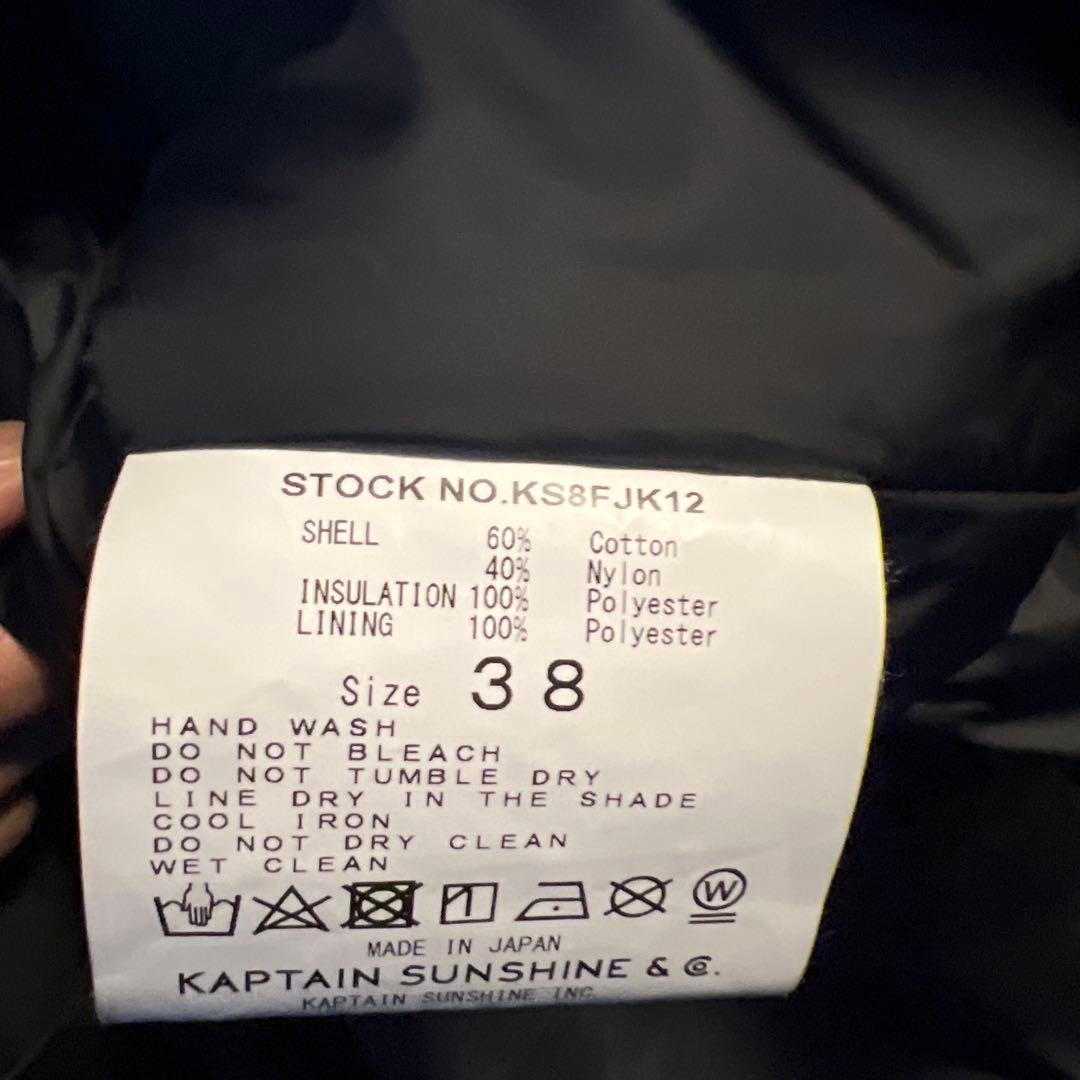 STOCK NO.KS8FJK12
SHELL 60% Cotton
40% Nylon
INSULATION 100% Polyester
LINING 100% Polyester
Size 38
HAND WASH
DO NOT BLEACH
DO NOT TUMBLE DRY
LINE DRY IN THE SHADE
COOL IRON
DO NOT DRY CLEAN
WET CLEAN
W
MADE IN JAPAN
KAPTAIN SUNSHINE & Co.
KAPTAIN SUNSHINE INC.